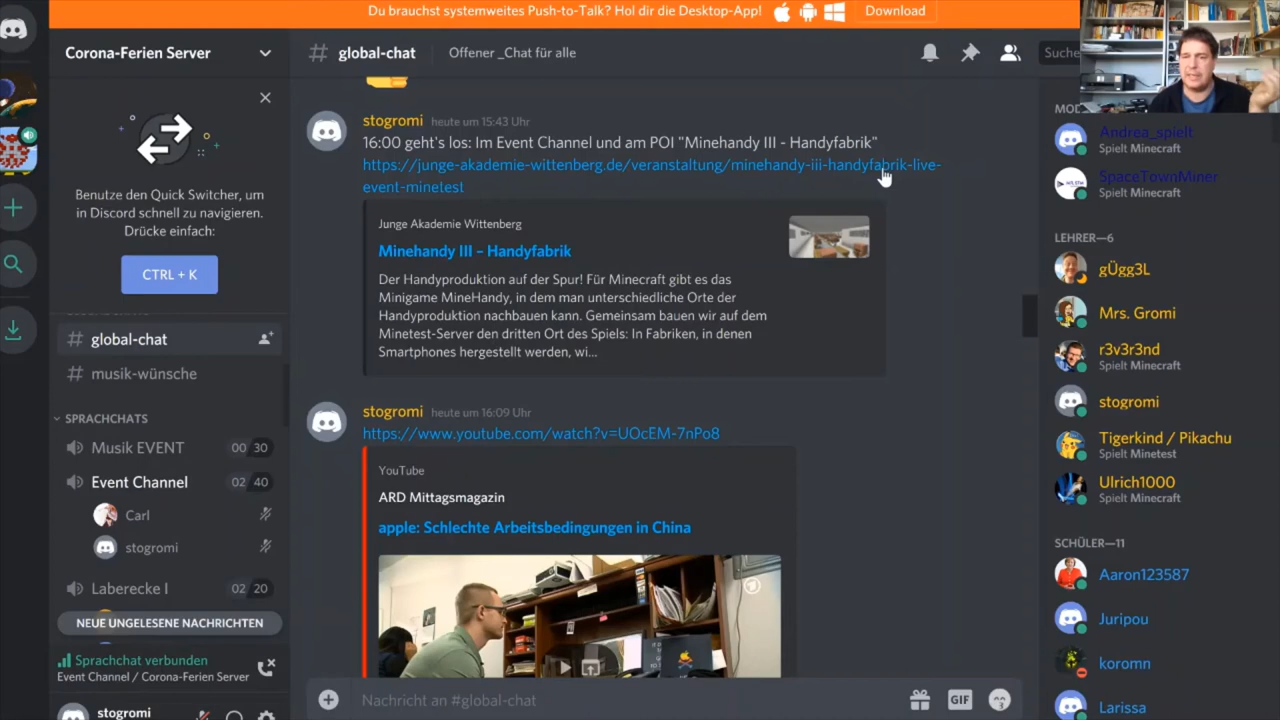 Du brauchst systemweites Push-to-Talk? Hol dir die Desktop-App!
Download
Corona-Ferien Server
global-chat
Offener _Chat für alle
Suche
Benutze den Quick Switcher, um
in Discord schnell zu navigieren.
Drücke einfach:
CTRL + K
# global-chat
# musik-wünsche
SPRACHCHATS
Musik EVENT 00 30
Event Channel 02 40
Carl
stogromi
Laberecke I 02 20
NEUE UNGELESENE NACHRICHTEN
Sprachchat verbunden
Event Channel / Corona-Ferien Server
stogromi
stogromi heute um 15:43 Uhr
16:00 geht's los: Im Event Channel und am POI "Minehandy III - Handyfabrik"
https://junge-akademie-wittenberg.de/veranstaltung/minehandy-iii-handyfabrik-live-
event-minetest
Junge Akademie Wittenberg
Minehandy III – Handyfabrik
Der Handyproduktion auf der Spur! Für Minecraft gibt es das
Minigame MineHandy, in dem man unterschiedliche Orte der
Handyproduktion nachbauen kann. Gemeinsam bauen wir auf dem
Minetest-Server den dritten Ort des Spiels: In Fabriken, in denen
Smartphones hergestellt werden, wi...
stogromi heute um 16:09 Uhr
https://www.youtube.com/watch?v=UOcEM-7nPo8
YouTube
ARD Mittagsmagazin
apple: Schlechte Arbeitsbedingungen in China
Nachricht an #global-chat
GIF
MOD
Andrea_spielt
Spielt Minecraft
SpaceTownMiner
Spielt Minecraft
LEHRER—6
gÜgg3L
Mrs. Gromi
r3v3r3nd
Spielt Minecraft
stogromi
Tigerkind / Pikachu
Spielt Minetest
Ulrich1000
Spielt Minecraft
SCHÜLER—11
Aaron123587
Juripou
koromn
Larissa